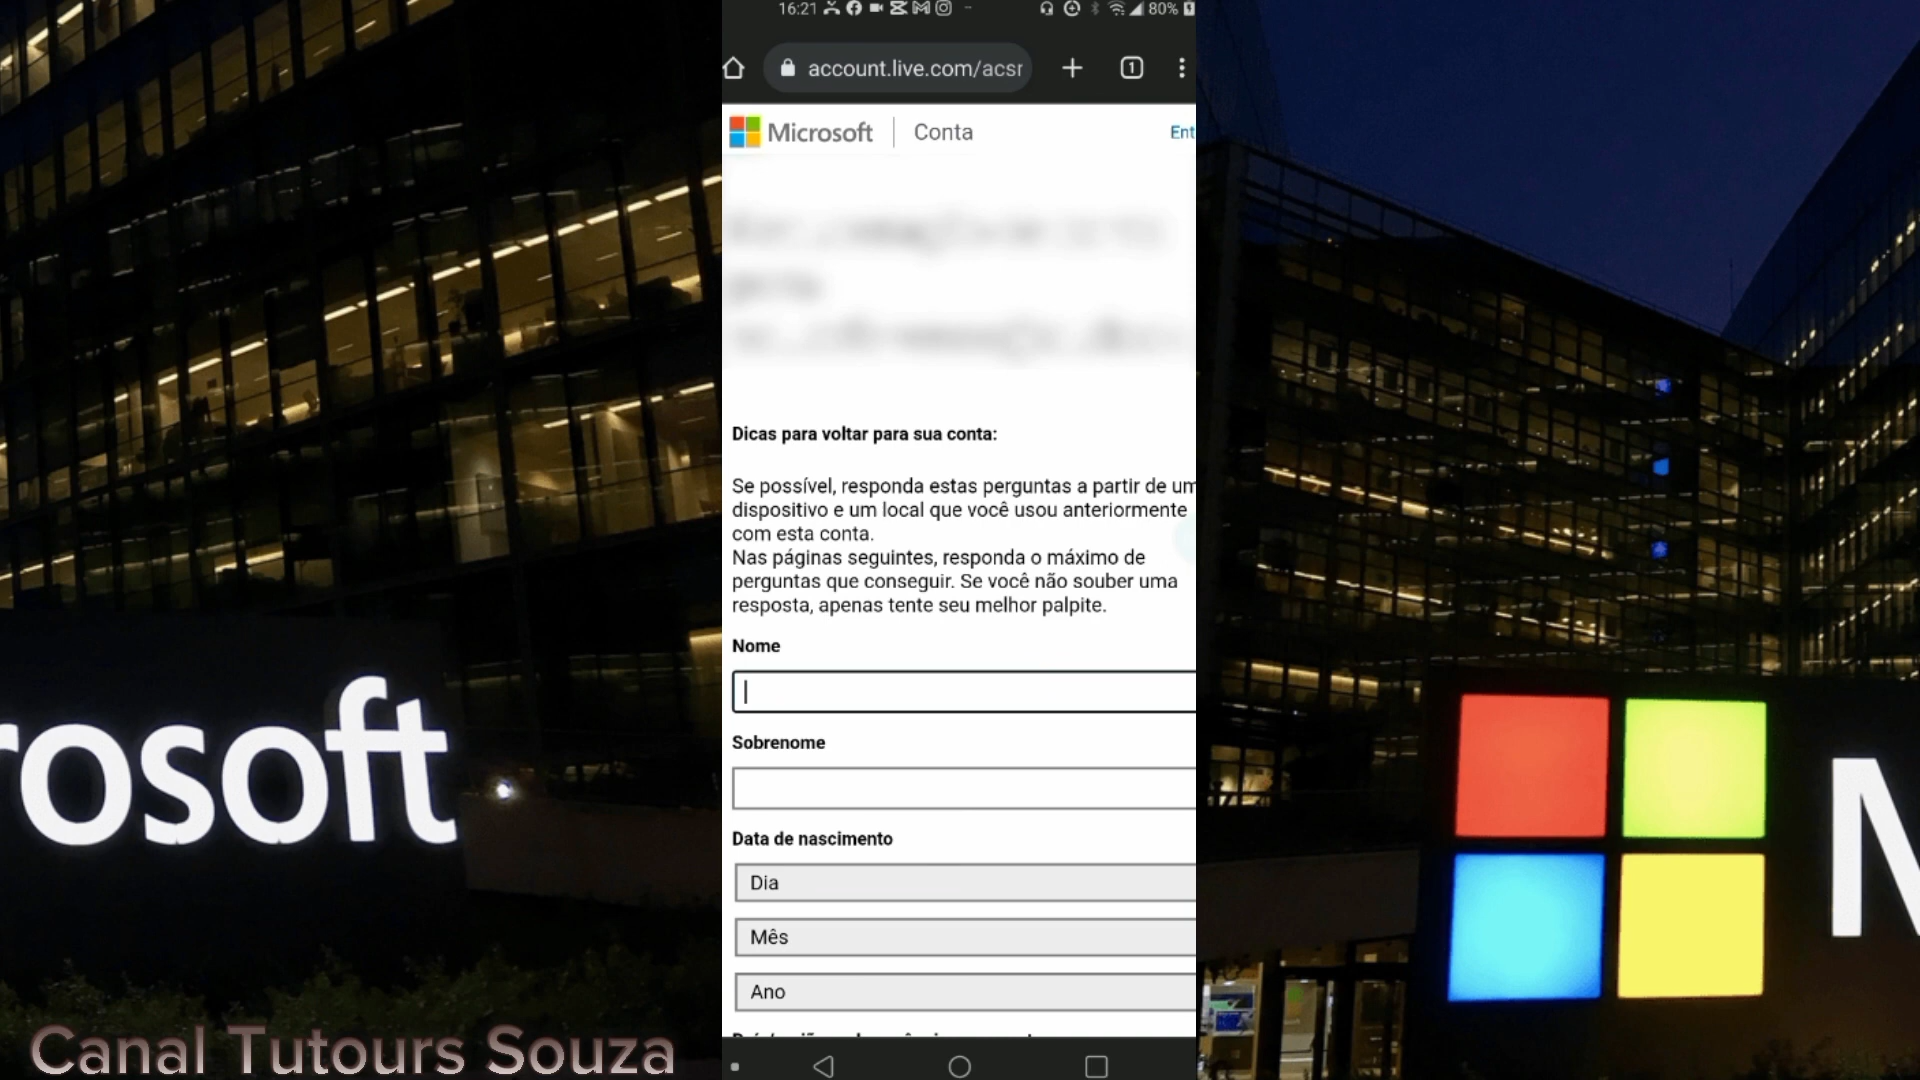 16:21
80%
account.live.com/acsr
1
Microsoft
Conta
Ent
Dicas para voltar para sua conta:
Se possível, responda estas perguntas a partir de um
dispositivo e um local que você usou anteriormente
com esta conta.
Nas páginas seguintes, responda o máximo de
perguntas que conseguir. Se você não souber uma
resposta, apenas tente seu melhor palpite.
Nome
Sobrenome
Data de nascimento
Dia
Mês
Ano
rosoft
M
Canal Tutours Souza